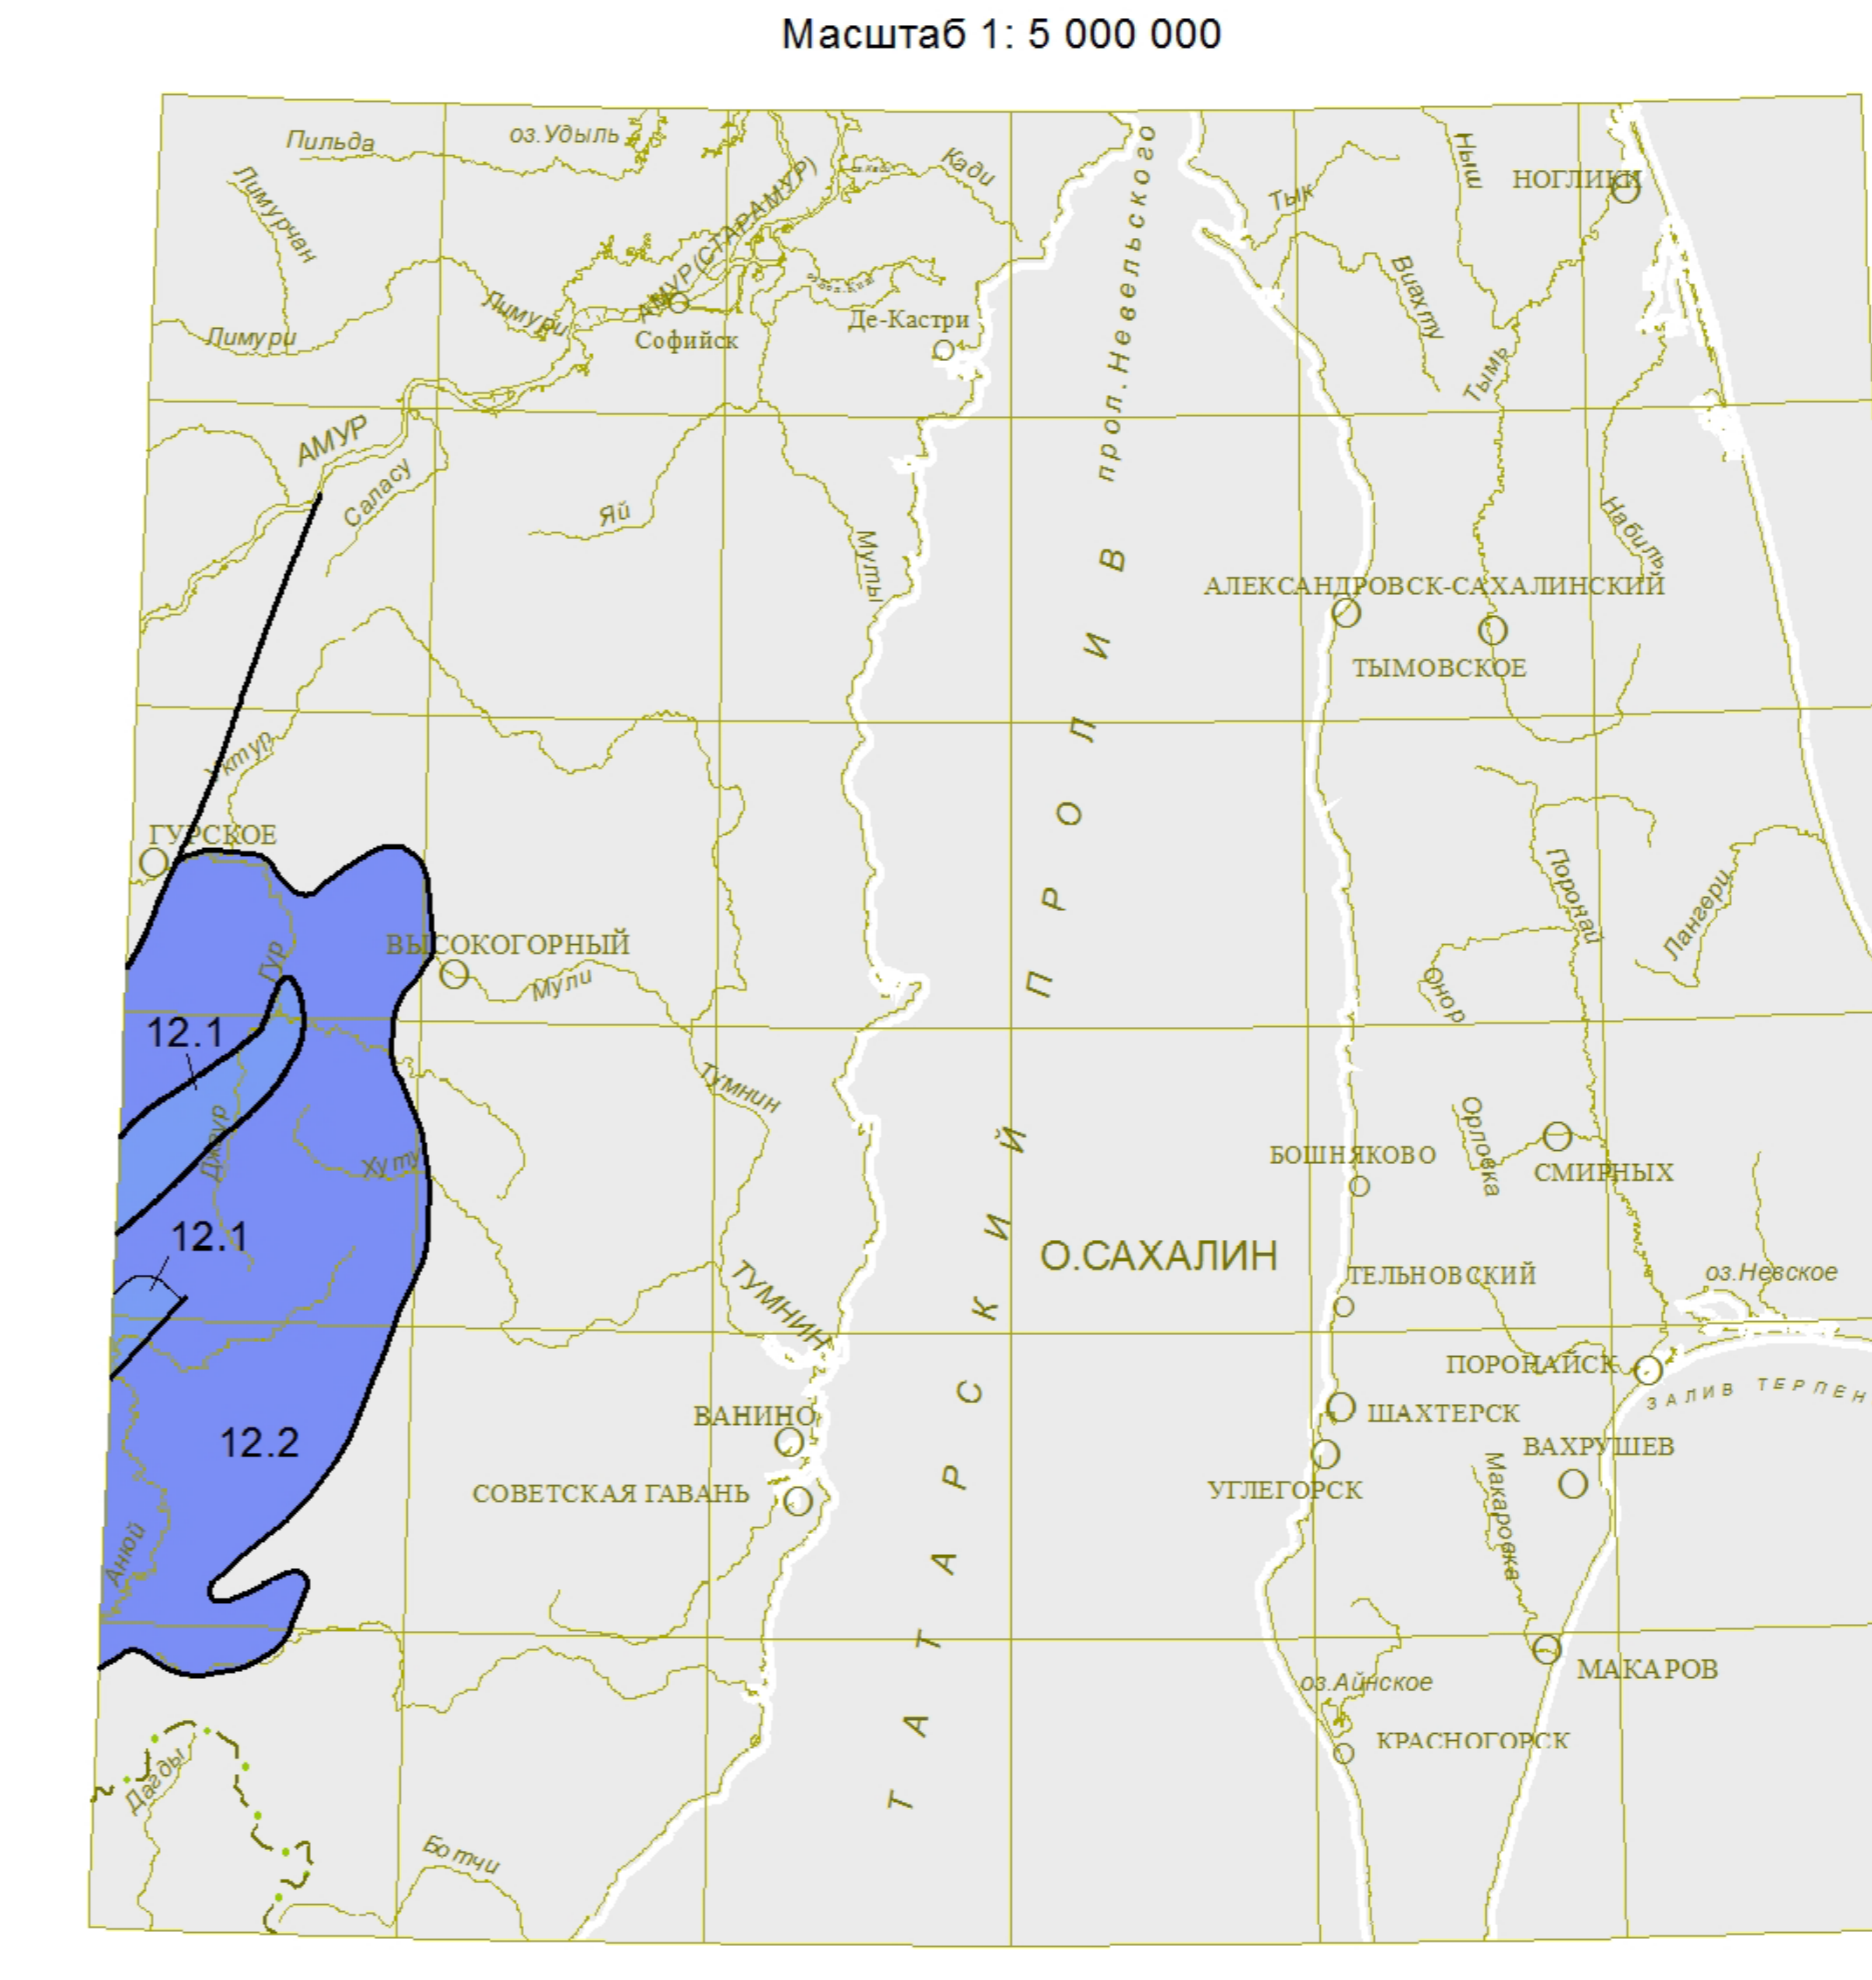 Масштаб 1: 5 000 000
Пильда
оз.Удыль
Кади
Ныш
НОГЛИКИ
Тык
Лимурчан
АМУР(СТАРАМУР)
Виахту
Лимури
Лимури
Софийск
Де-Кастри
прол.Невельского
Тымь
АМУР
Саласу
Яй
Муты
Набиль
АЛЕКСАНДРОВСК-САХАЛИНСКИЙ
ТЫМОВСКОЕ
Уктур
ГУРСКОЕ
Поронай
Лангери
ВЫСОКОГОРНЫЙ
Гур
Мули
Онор
12.1
Тумнин
Джаур
Хуту
Орловка
БОШНЯКОВО
СМИРНЫХ
12.1
О.САХАЛИН
ТУМНИН
ТЕЛЬНОВСКИЙ
оз.Невское
ПОРОНАЙСК
ЗАЛИВ ТЕРПЕН
ВАНИНО
ШАХТЕРСК
12.2
ВАХРУШЕВ
СОВЕТСКАЯ ГАВАНЬ
УГЛЕГОРСК
Макаровка
Анюй
ТАТАРСКИЙ ПРОЛИВ
МАКАРОВ
оз.Айнское
КРАСНОГОРСК
Дагды
Ботчи